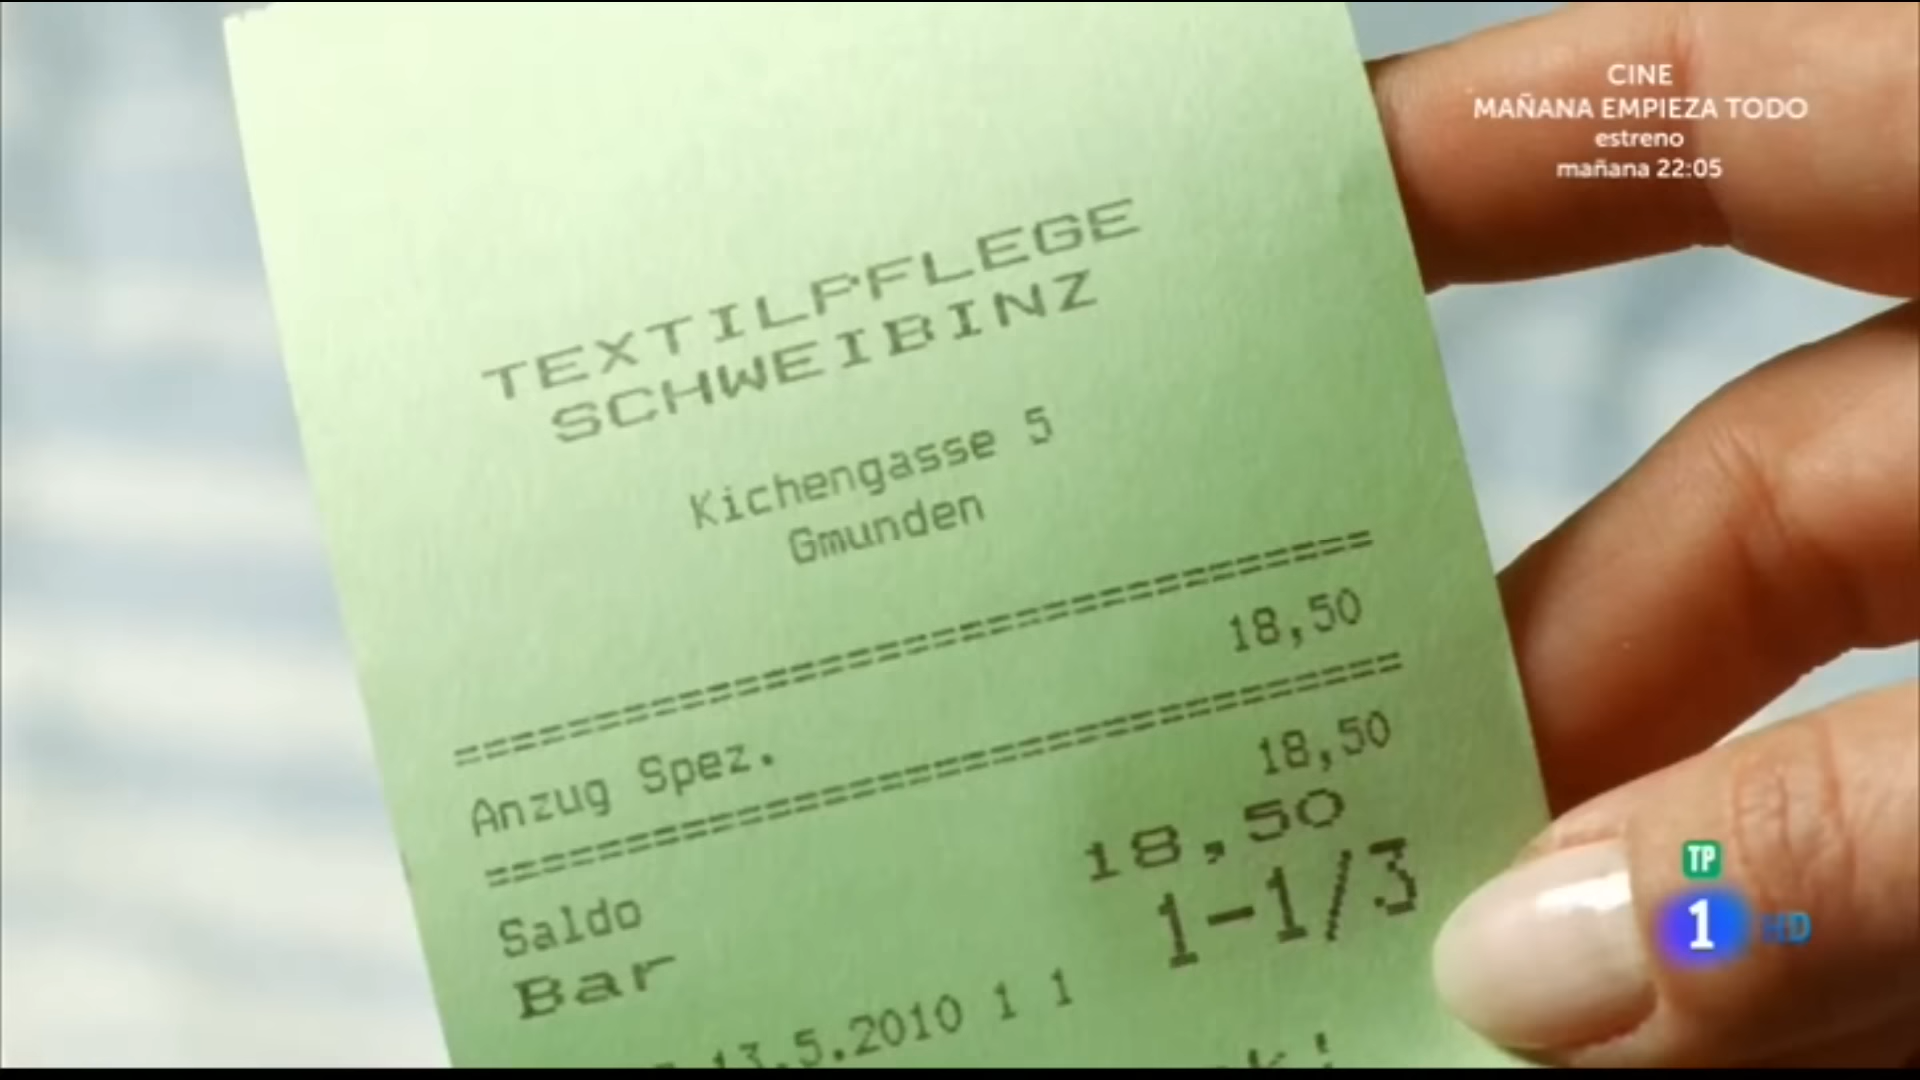 CINE
MAÑANA EMPIEZA TODO
estreno
mañana 22:05
TEXTILPFLEGE
SCHWEIBINZ
Kichengasse 5
Gmunden
==============================
Anzug Spez. 18,50
==============================
Saldo 18,50
Bar 18,50
1-1/3
13.5.2010 1 1
TP
1 HD